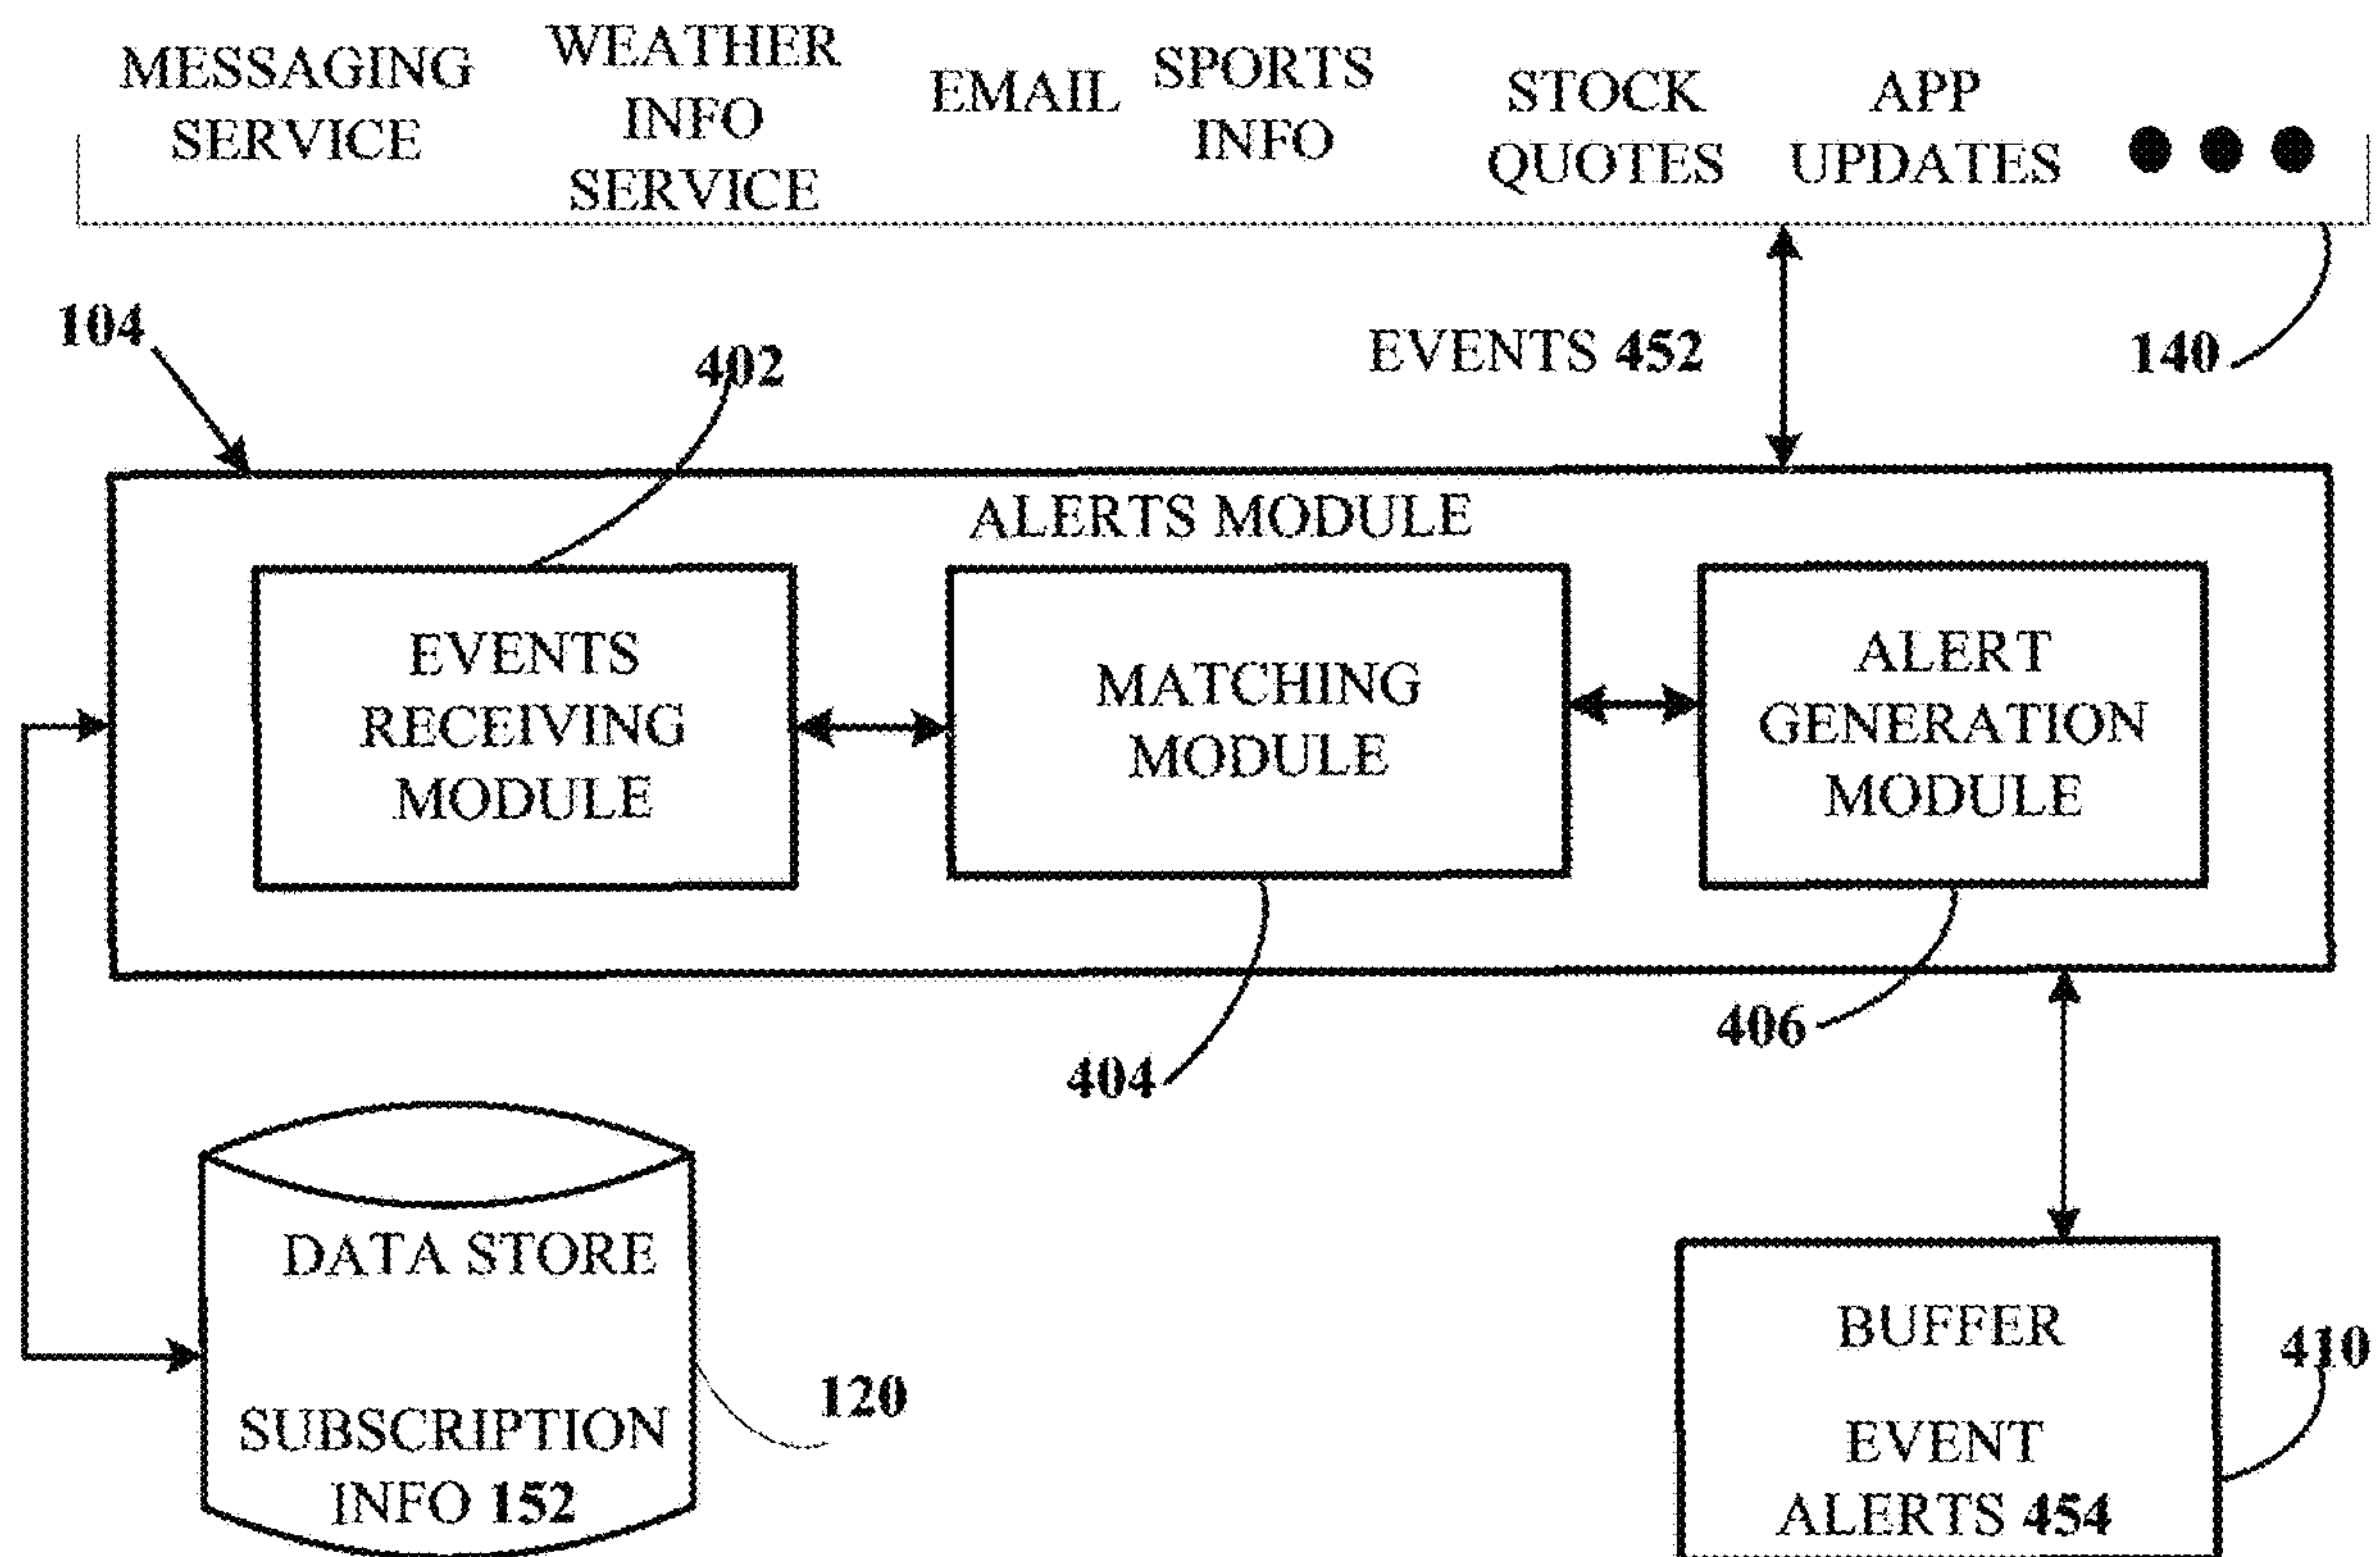 MESSAGING
SERVICE
WEATHER
INFO
SERVICE
EMAIL
SPORTS
INFO
STOCK
QUOTES
APP
UPDATES
104
402
EVENTS 452
140
ALERTS MODULE
EVENTS
RECEIVING
MODULE
MATCHING
MODULE
ALERT
GENERATION
MODULE
404
406
DATA STORE
SUBSCRIPTION
INFO 152
120
BUFFER
EVENT
ALERTS 454
410